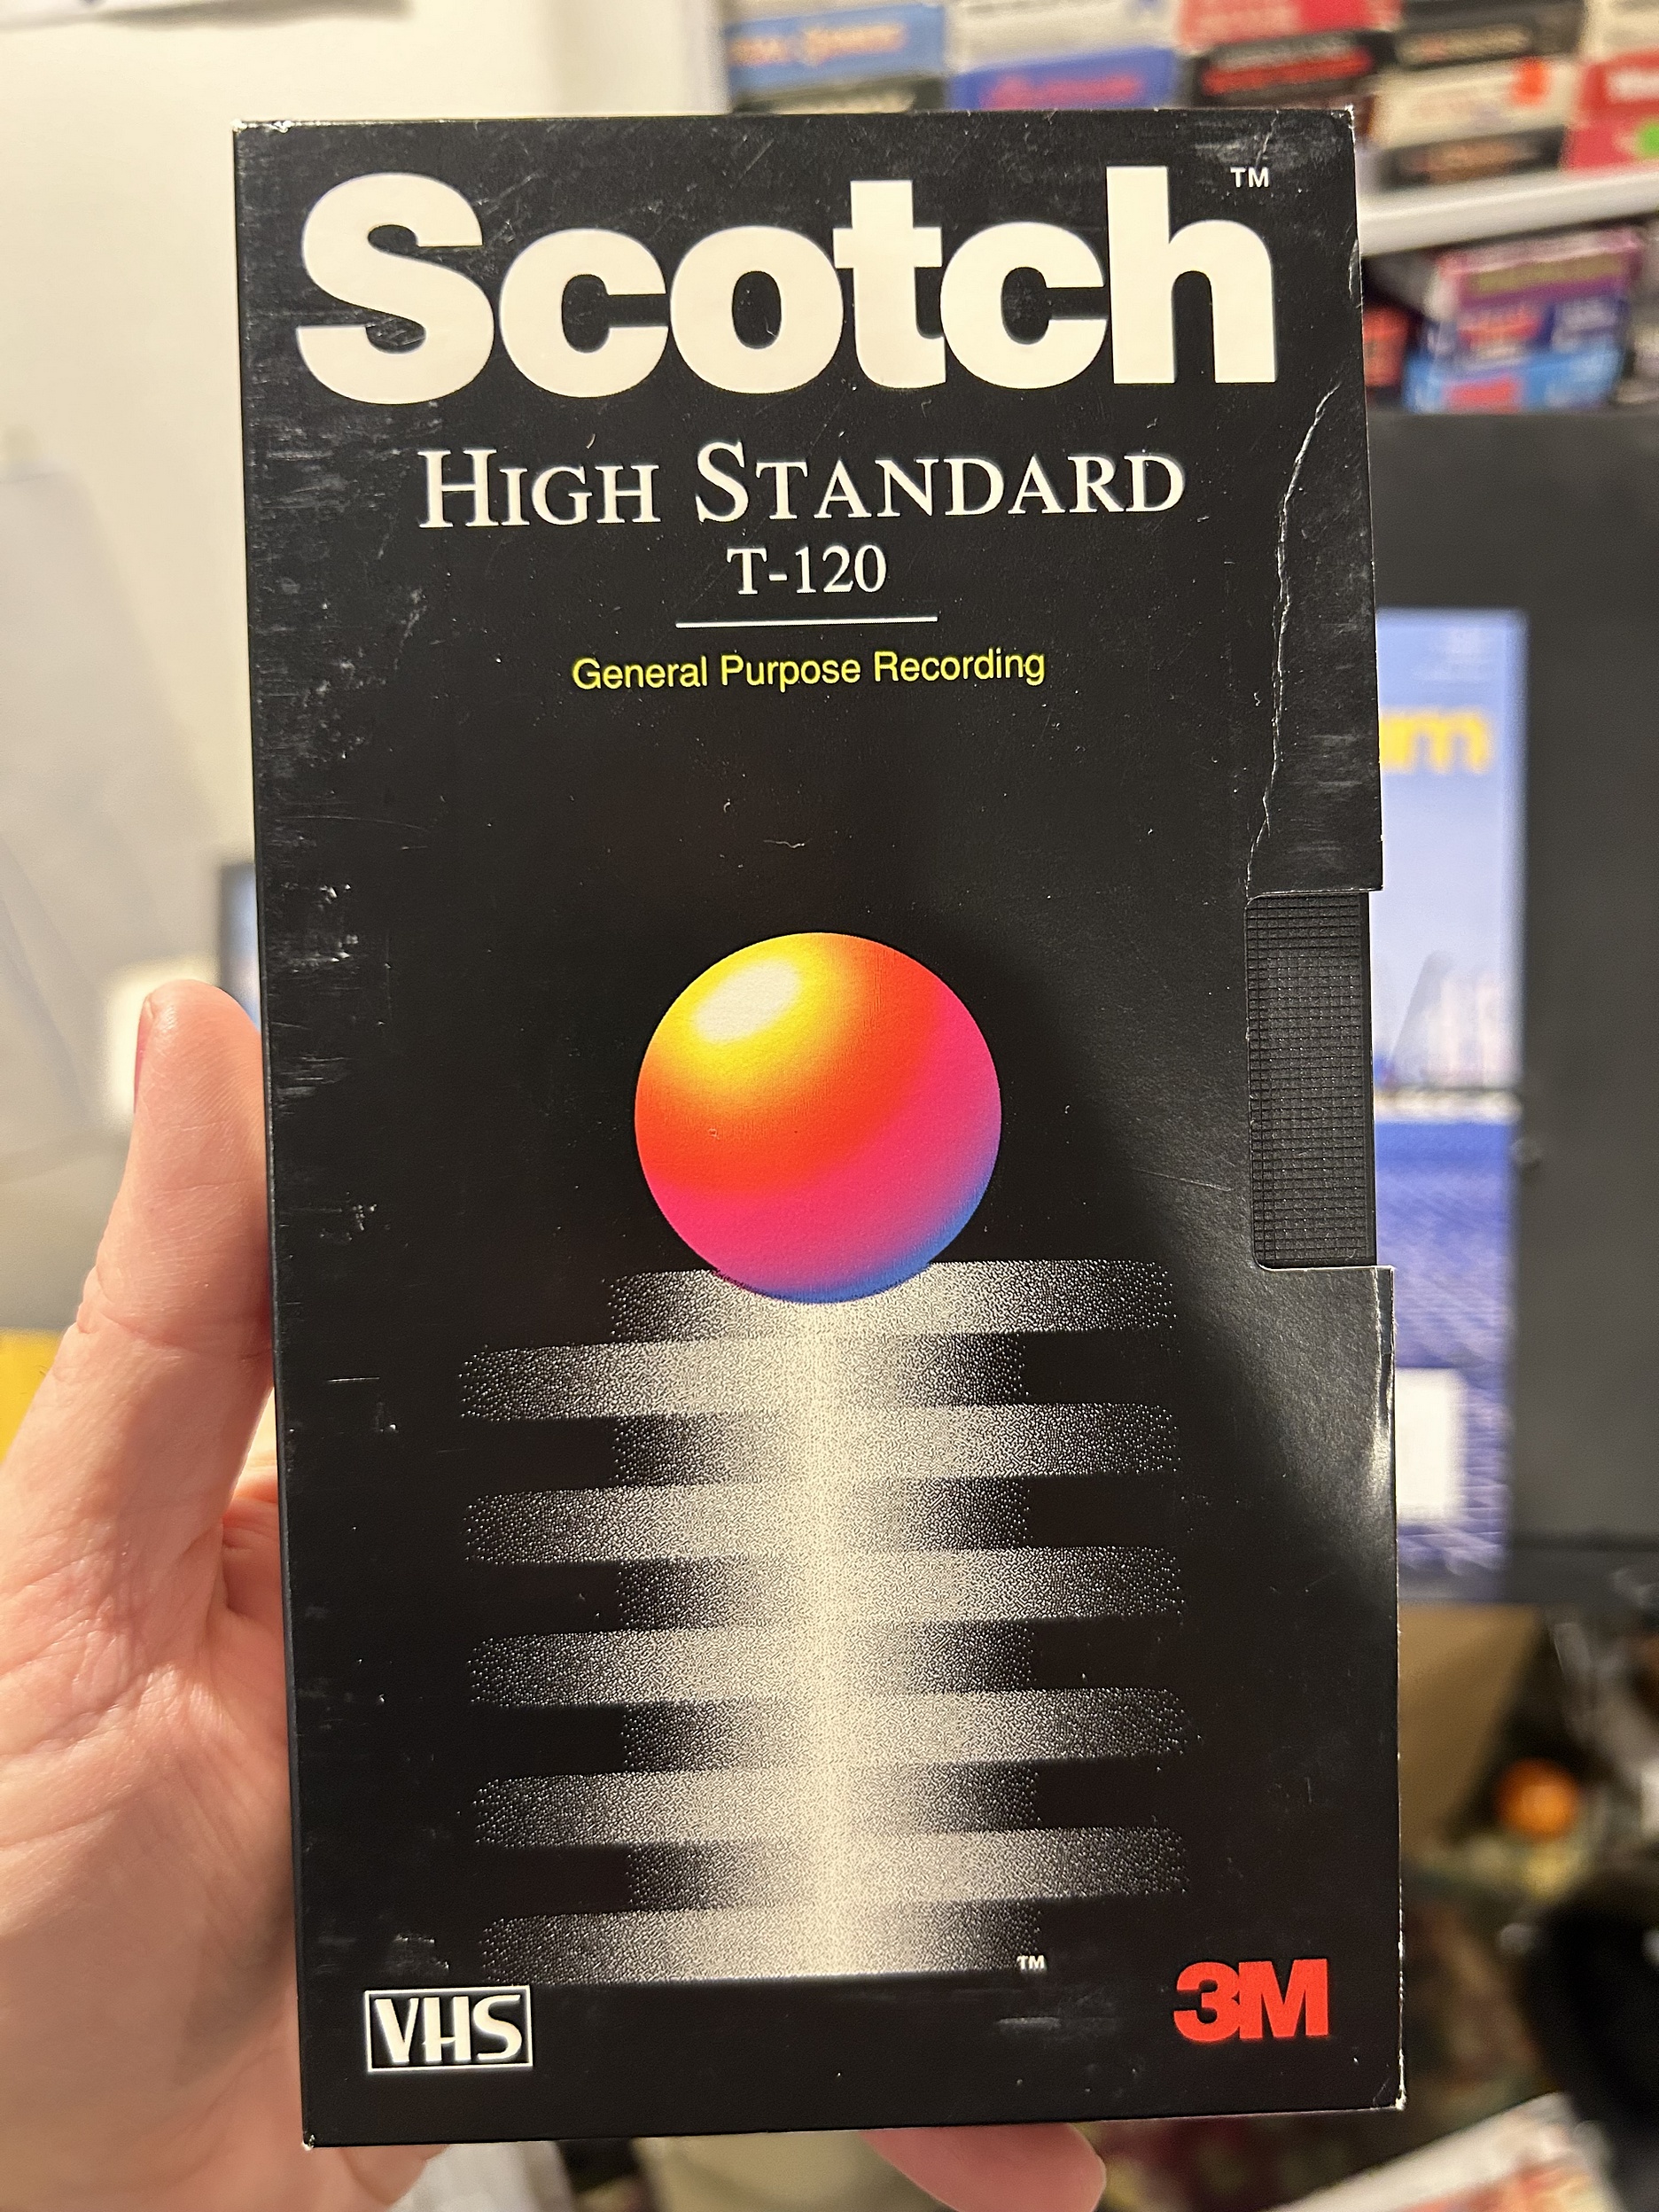 Scotch™
HIGH STANDARD
T-120
General Purpose Recording
™
VHS
3M